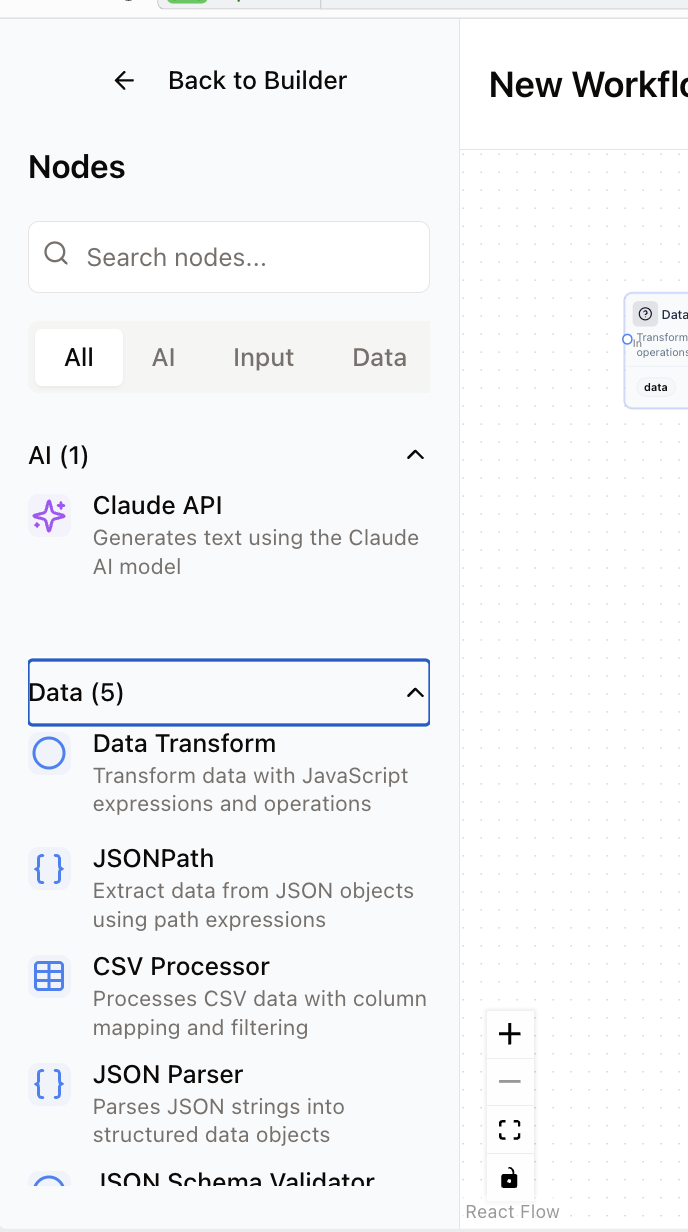 Back to Builder
New Workflo
Nodes
Search nodes...
All AI Input Data
AI (1)
Claude API
Generates text using the Claude
AI model
Data (5)
Data Transform
Transform data with JavaScript
expressions and operations
JSONPath
Extract data from JSON objects
using path expressions
CSV Processor
Processes CSV data with column
mapping and filtering
JSON Parser
Parses JSON strings into
structured data objects
JSON Schema Validator
Data
In
Transform
operations
data
React Flow